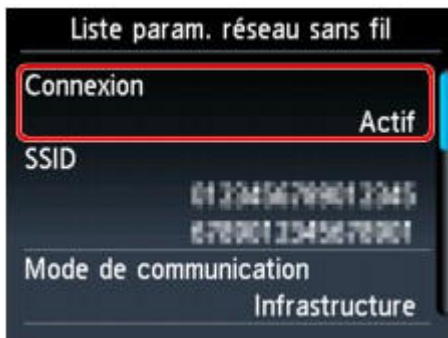 Liste param. réseau sans fil
Connexion
Actif
SSID
Mode de communication
Infrastructure